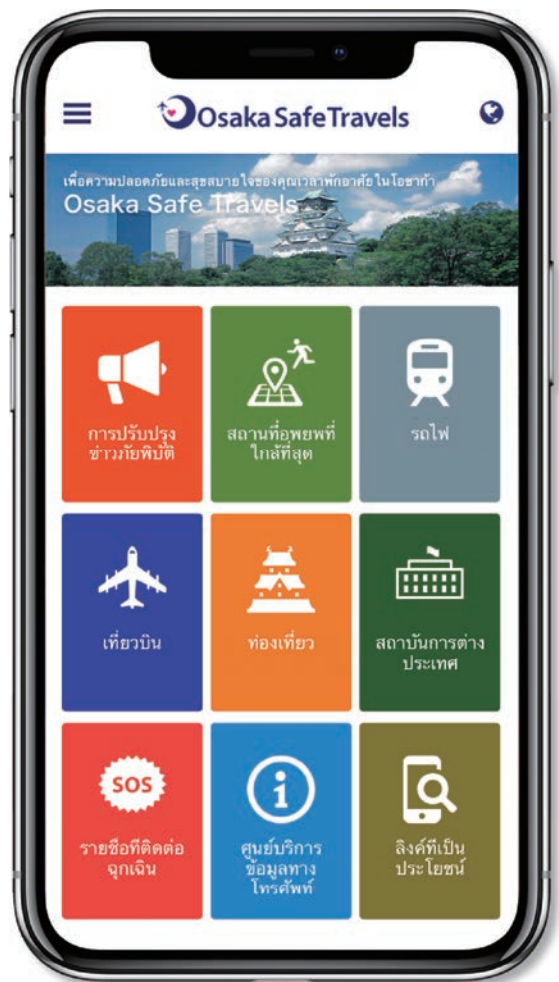 Osaka Safe Travels
เพื่อความปลอดภัยและสุขสบายใจของคุณเวลาพักอาศัยในโอซาก้า
Osaka Safe Travels
การปรับปรุง
ข่าวภัยพิบัติ
สถานที่อพยพที่
ใกล้ที่สุด
รถไฟ
เที่ยวบิน
ท่องเที่ยว
สถาบันการต่าง
ประเทศ
SOS
รายชื่อที่ติดต่อ
ฉุกเฉิน
ศูนย์บริการ
ข้อมูลทาง
โทรศัพท์
ลิงค์ที่เป็น
ประโยชน์